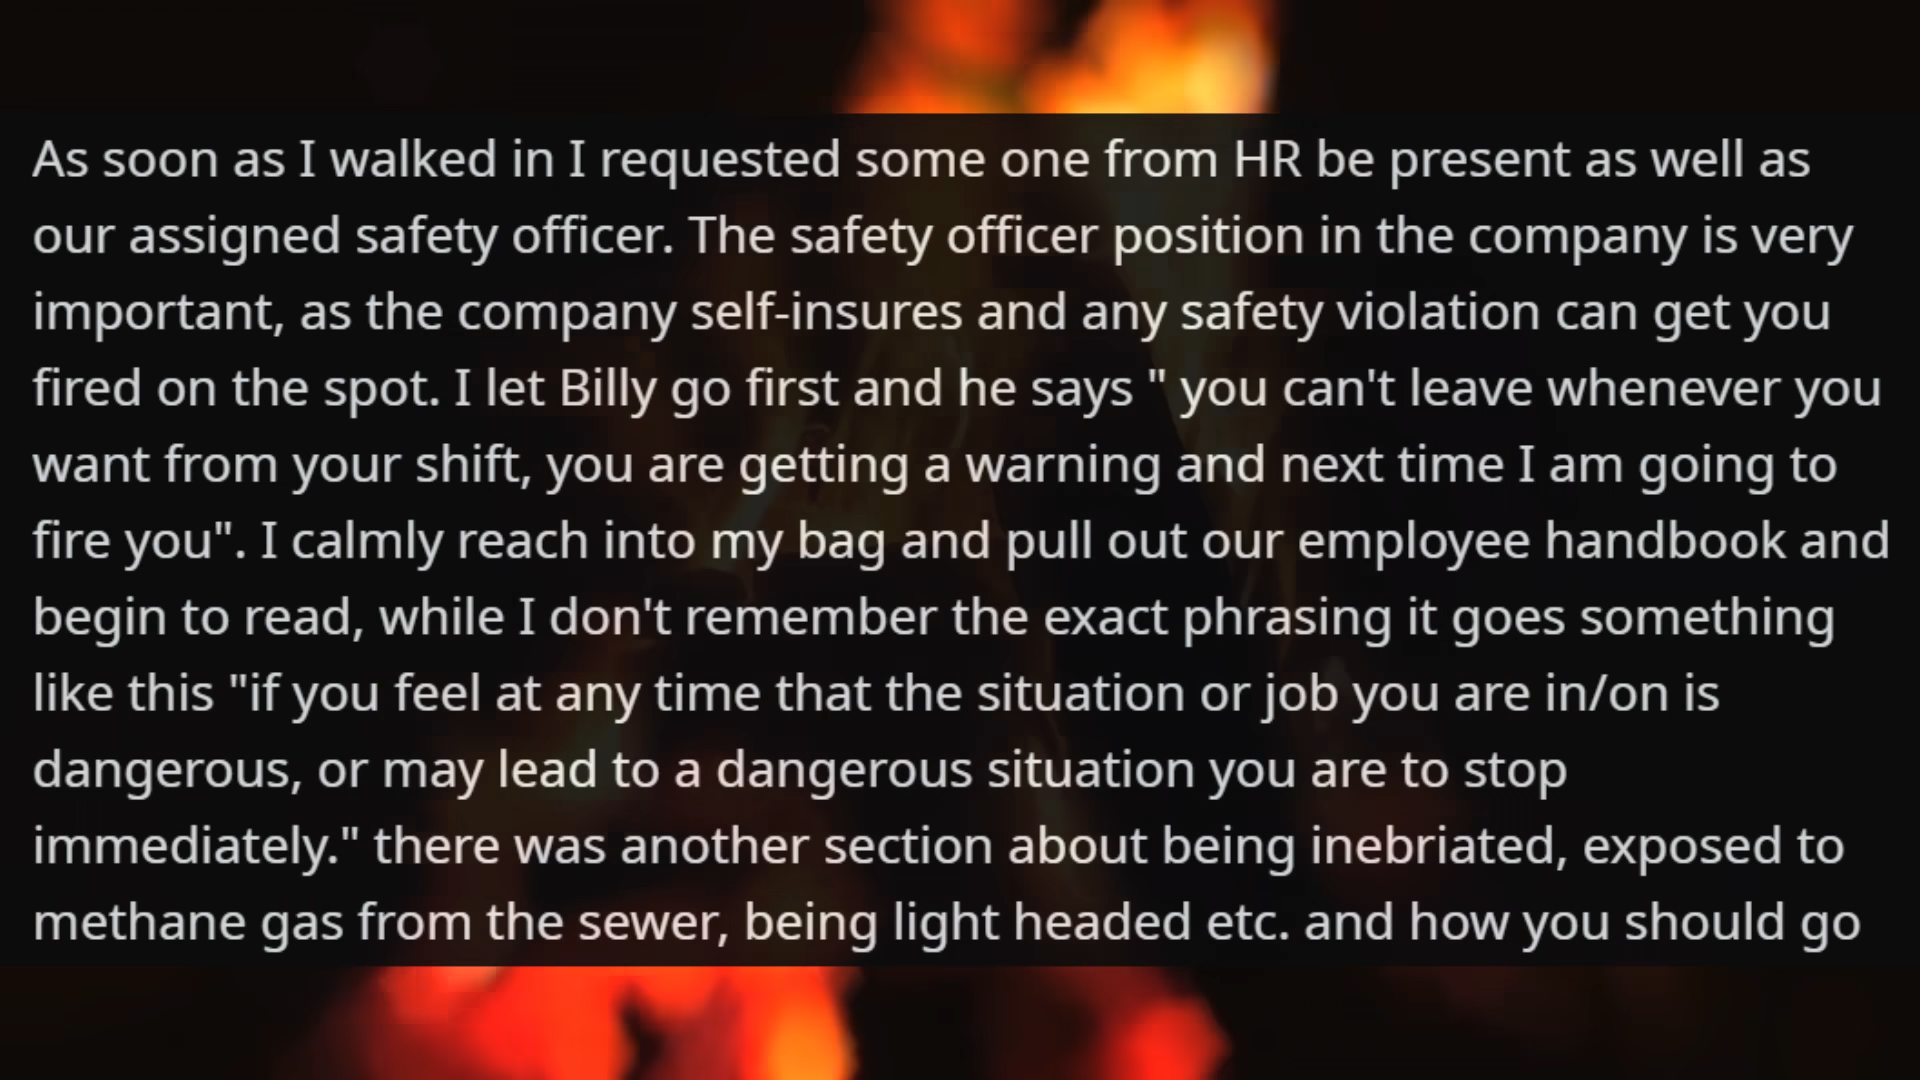 As soon as I walked in I requested some one from HR be present as well as
our assigned safety officer. The safety officer position in the company is very
important, as the company self-insures and any safety violation can get you
fired on the spot. I let Billy go first and he says " you can't leave whenever you
want from your shift, you are getting a warning and next time I am going to
fire you". I calmly reach into my bag and pull out our employee handbook and
begin to read, while I don't remember the exact phrasing it goes something
like this "if you feel at any time that the situation or job you are in/on is
dangerous, or may lead to a dangerous situation you are to stop
immediately." there was another section about being inebriated, exposed to
methane gas from the sewer, being light headed etc. and how you should go